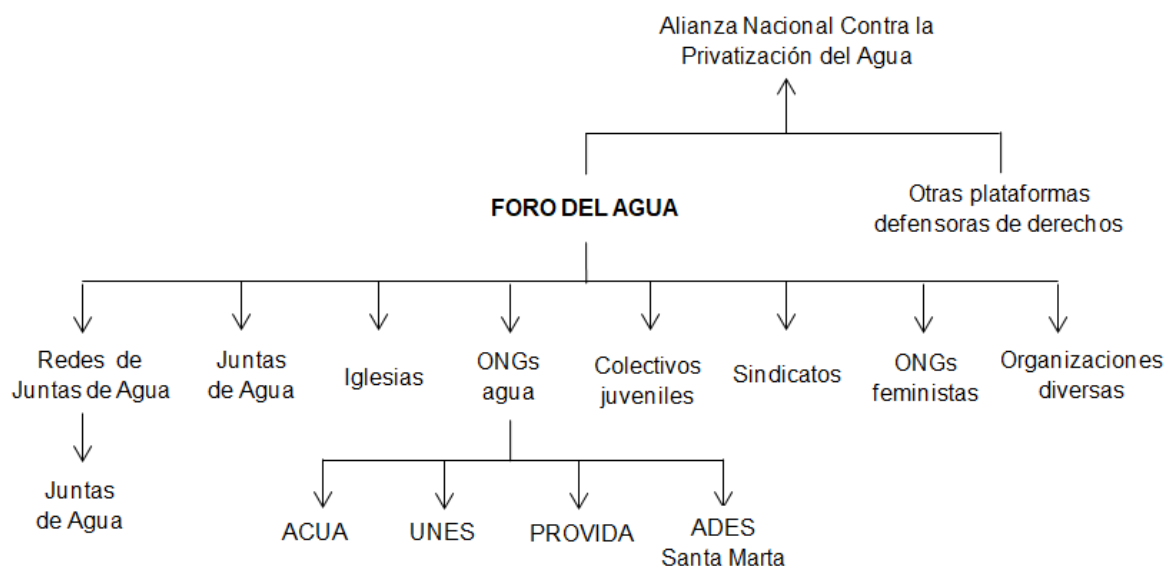 Alianza Nacional Contra la
Privatización del Agua
FORO DEL AGUA
Otras plataformas
defensoras de derechos
Redes de
Juntas de Agua
Juntas
de Agua
Iglesias
ONGs
agua
Colectivos
juveniles
Sindicatos
ONGs
feministas
Organizaciones
diversas
Juntas
de Agua
ACUA
UNES
PROVIDA
ADES
Santa Marta